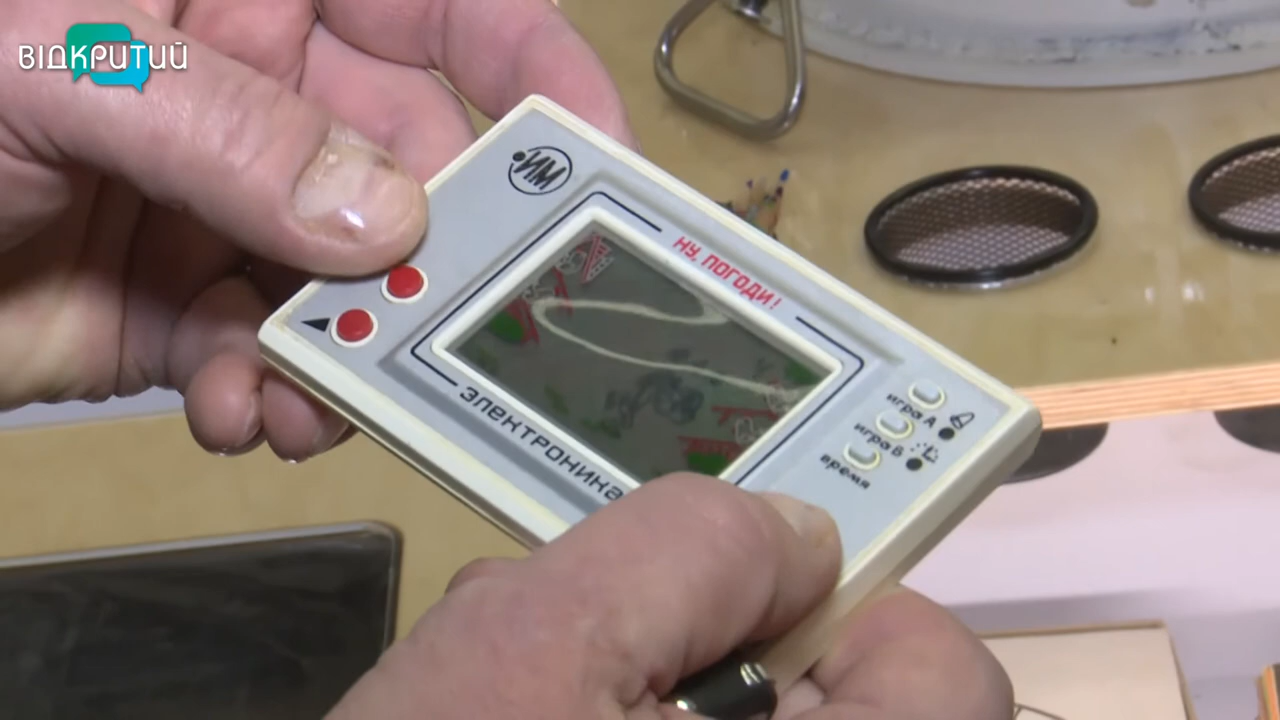 ВІДКРИТИЙ
ИМ
НУ, ПОГОДИ!
ЭЛЕКТРОНИКА
игра А
игра Б
время